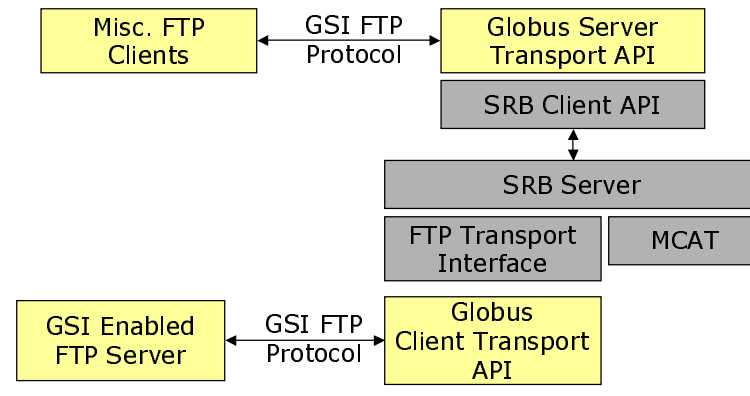 Misc. FTP
Clients
GSI FTP
Protocol
Globus Server
Transport API
SRB Client API
SRB Server
FTP Transport
Interface
MCAT
GSI Enabled
FTP Server
GSI FTP
Protocol
Globus
Client Transport
API